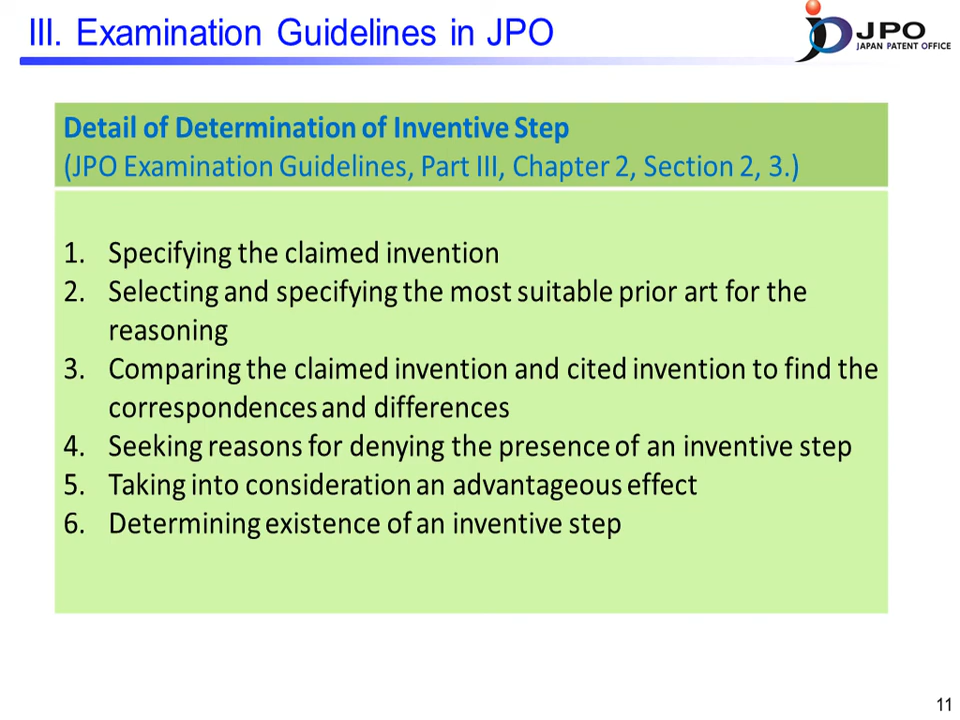 III. Examination Guidelines in JPO
JPO
JAPAN PATENT OFFICE
Detail of Determination of Inventive Step
(JPO Examination Guidelines, Part III, Chapter 2, Section 2, 3.)
1. Specifying the claimed invention
2. Selecting and specifying the most suitable prior art for the
reasoning
3. Comparing the claimed invention and cited invention to find the
correspondences and differences
4. Seeking reasons for denying the presence of an inventive step
5. Taking into consideration an advantageous effect
6. Determining existence of an inventive step
11